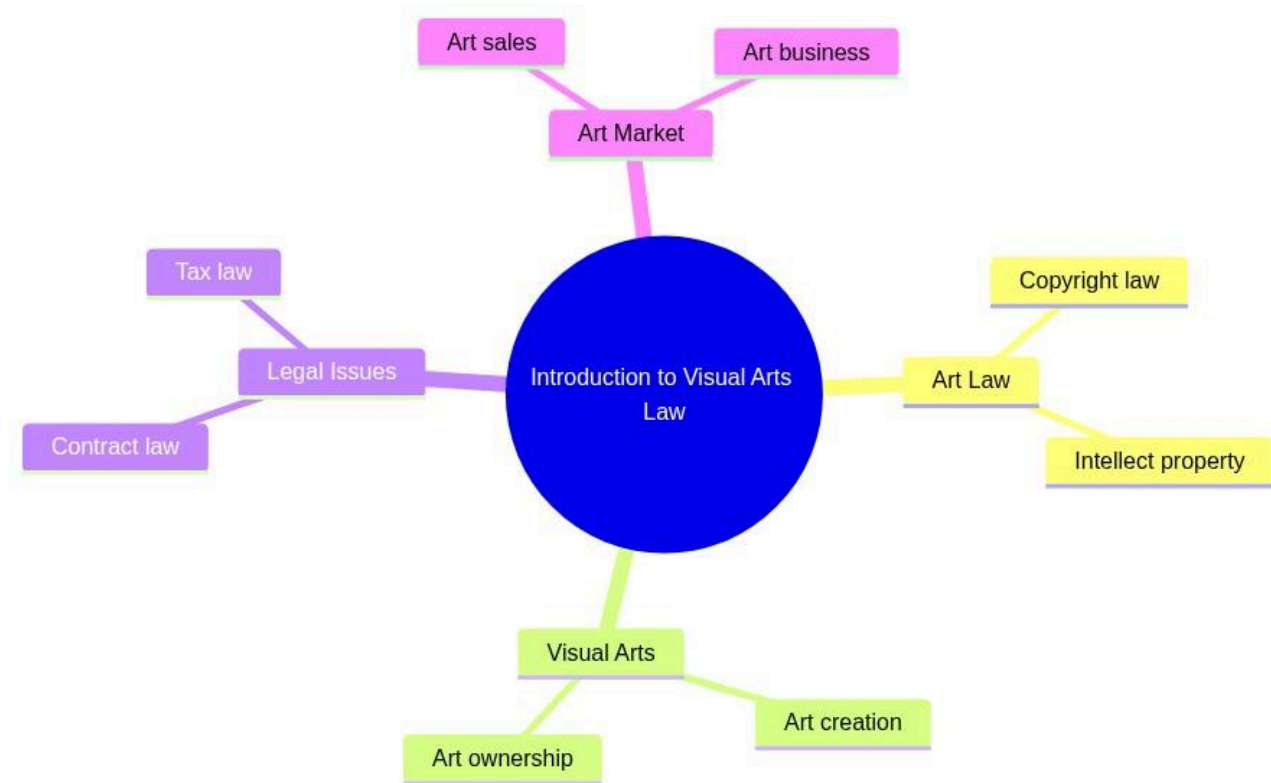 Art sales
Art business
Art Market
Tax law
Copyright law
Legal Issues
Introduction to Visual Arts
Law
Art Law
Contract law
Intellect property
Visual Arts
Art creation
Art ownership